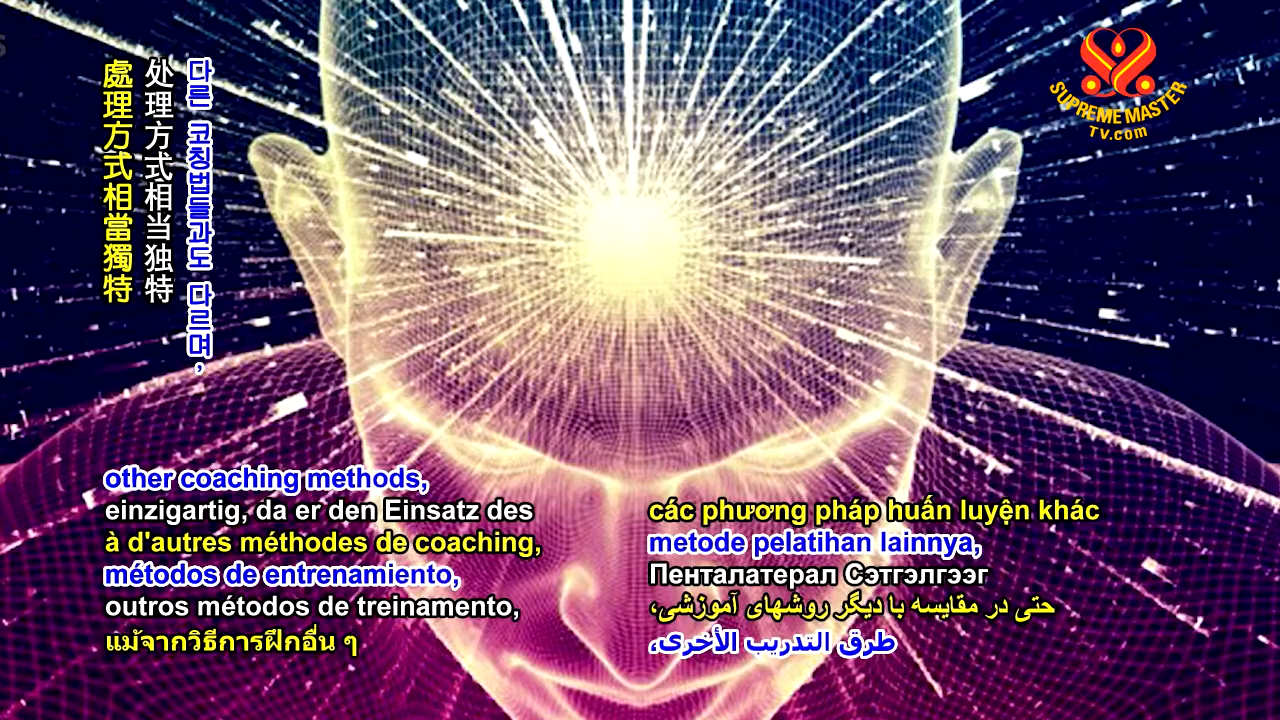 處理方式相當獨特
处理方式相当独特
다른 코칭법들과도 다르며,
SUPREME MASTER
TV.com
other coaching methods,
einzigartig, da er den Einsatz des
à d'autres méthodes de coaching,
métodos de entrenamiento,
outros métodos de treinamento,
แม้จากวิธีการฝึกอื่น ๆ
các phương pháp huấn luyện khác
metode pelatihan lainnya,
Пенталатерал Сэтгэлгээг
حتی در مقایسه با دیگر روشهای آموزشی،
طرق التدريب الأخرى،